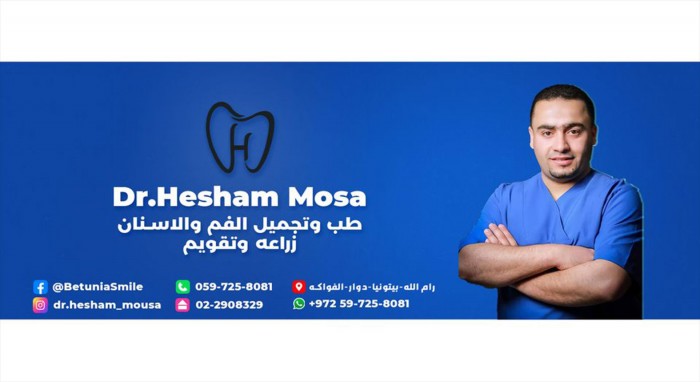 H
Dr.Hesham Mosa
طب وتجميل الفم والاسنان
زراعه وتقويم
@BetuniaSmile
059-725-8081
رام الله-بيتونيا-دوار-الفواكه
dr.hesham_mousa
02-2908329
+972 59-725-8081